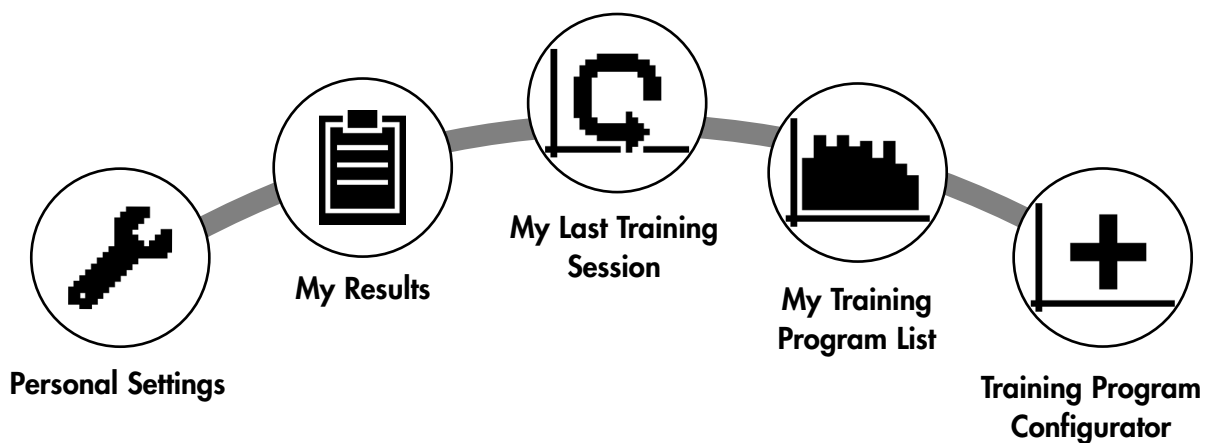 Personal Settings
My Results
My Last Training
Session
My Training
Program List
Training Program
Configurator